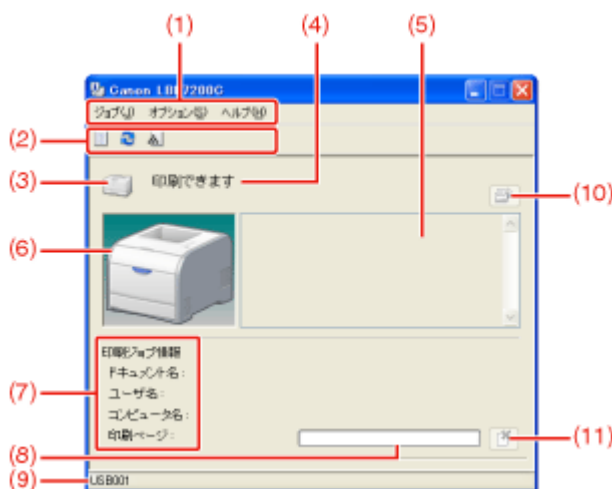 (1)
(4)
(5)
Canon LBP7200C
ジョブ(J) オプション(S) ヘルプ(H)
(2)
(3)
印刷できます
(10)
(6)
印刷ジョブ情報
ドキュメント名:
ユーザ名:
コンピュータ名:
印刷ページ:
(7)
(11)
(8)
(9)
USB001